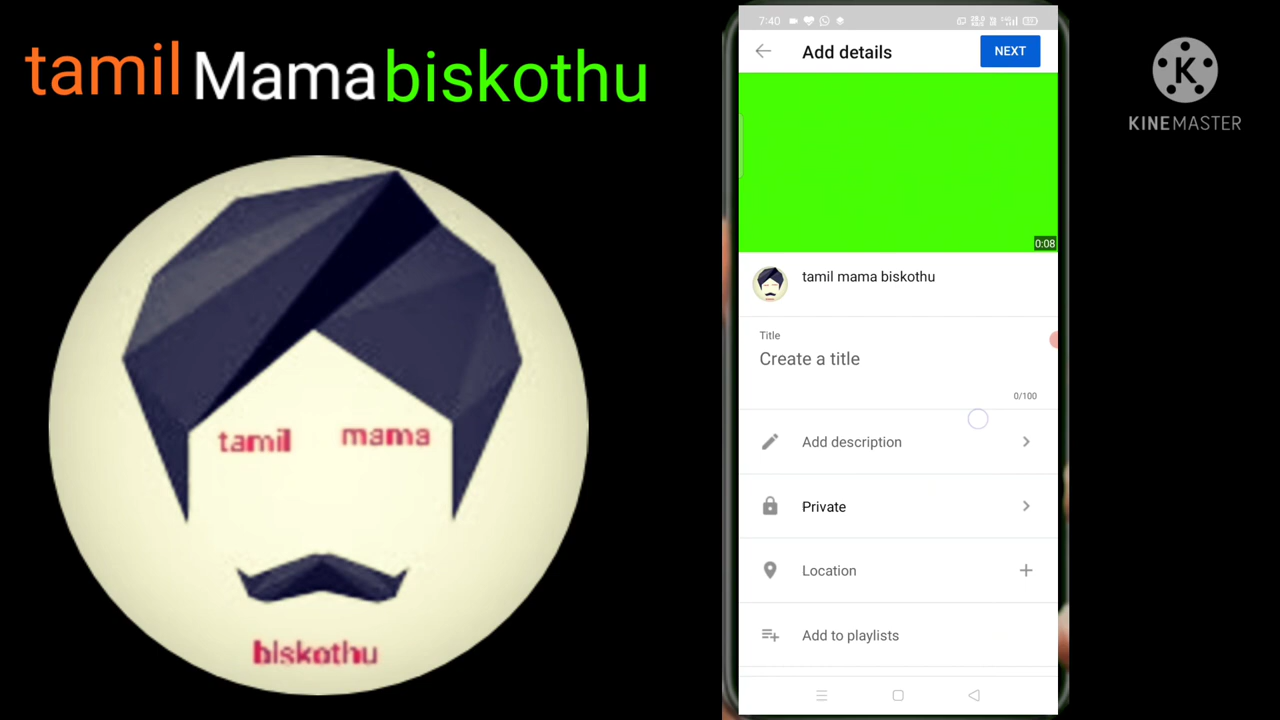 tamil Mama biskothu
tamil mama
biskothu
7:40
Add details
NEXT
0:08
tamil mama biskothu
Title
Create a title
0/100
Add description
Private
Location
Add to playlists
K
KINEMASTER